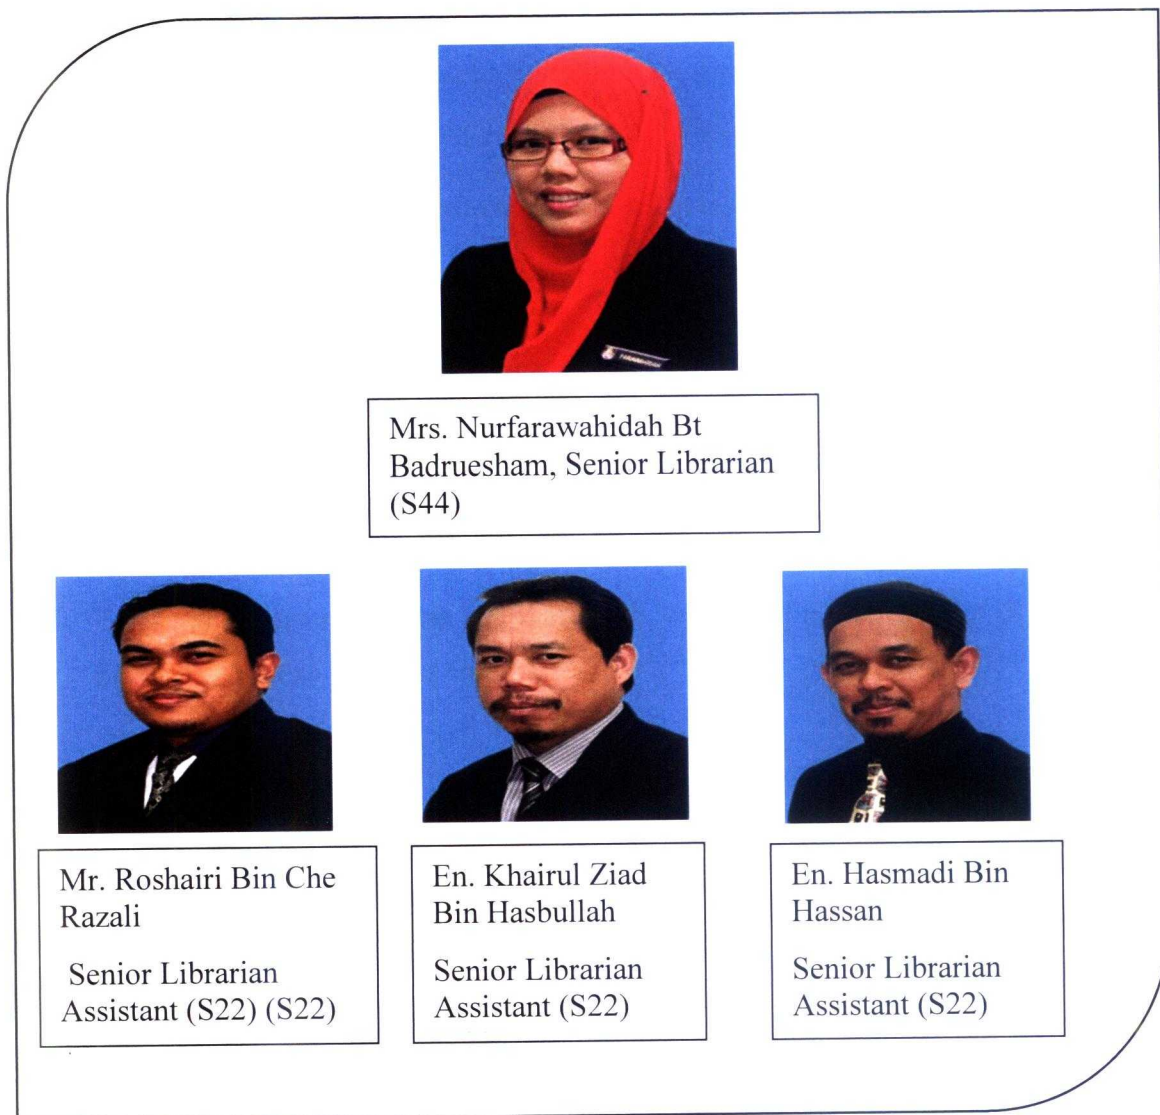 Mrs. Nurfarawahidah Bt
Badruesham, Senior Librarian
(S44)
Mr. Roshairi Bin Che
Razali
Senior Librarian
Assistant (S22) (S22)
En. Khairul Ziad
Bin Hasbullah
Senior Librarian
Assistant (S22)
En. Hasmadi Bin
Hassan
Senior Librarian
Assistant (S22)